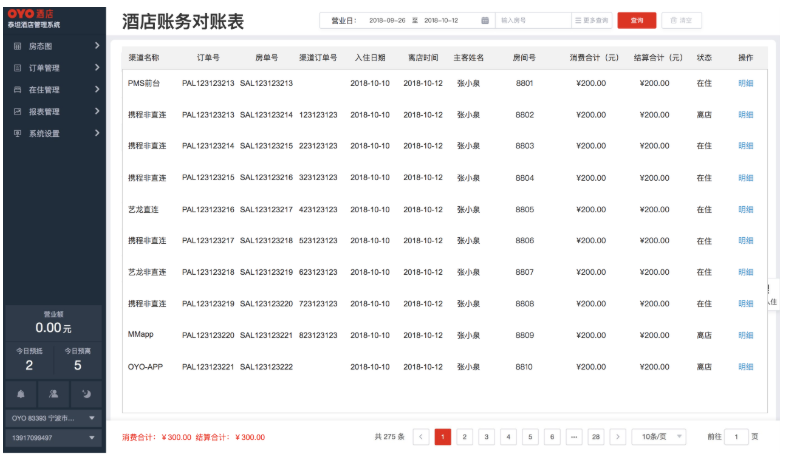 OYO 酒店
泰坦酒店管理系统
房态图
订单管理
在住管理
报表管理
系统设置
营业额
0.00元
今日预抵 今日预离
2 5
OYO 83393 宁波市...
13917099497
酒店账务对账表
营业日: 2018-09-26 至 2018-10-12 输入房号 更多查询 查询 清空
渠道名称 订单号 房单号 渠道订单号 入住日期 离店时间 主客姓名 房间号 消费合计（元） 结算合计（元） 状态 操作
PMS前台 PAL123123213 SAL123123213 2018-10-10 2018-10-12 张小泉 8801 ¥200.00 ¥200.00 在住 明细
携程非直连 PAL123123213 SAL123123214 123123123 2018-10-10 2018-10-12 张小泉 8802 ¥200.00 ¥200.00 离店 明细
携程非直连 PAL123123214 SAL123123215 223123123 2018-10-10 2018-10-12 张小泉 8803 ¥200.00 ¥200.00 在住 明细
携程非直连 PAL123123215 SAL123123216 323123123 2018-10-10 2018-10-12 张小泉 8804 ¥200.00 ¥200.00 在住 明细
艺龙直连 PAL123123216 SAL123123217 423123123 2018-10-10 2018-10-12 张小泉 8805 ¥200.00 ¥200.00 在住 明细
携程非直连 PAL123123217 SAL123123218 523123123 2018-10-10 2018-10-12 张小泉 8806 ¥200.00 ¥200.00 在住 明细
艺龙非直连 PAL123123218 SAL123123219 623123123 2018-10-10 2018-10-12 张小泉 8807 ¥200.00 ¥200.00 在住 明细
携程非直连 PAL123123219 SAL123123220 723123123 2018-10-10 2018-10-12 张小泉 8808 ¥200.00 ¥200.00 在住 明细
MMapp PAL123123220 SAL123123221 823123123 2018-10-10 2018-10-12 张小泉 8809 ¥200.00 ¥200.00 离店 明细
OYO-APP PAL123123221 SAL123123222 2018-10-10 2018-10-12 张小泉 8810 ¥200.00 ¥200.00 离店 明细
消费合计: ¥300.00 结算合计: ¥300.00 共 275 条 < 1 2 3 4 5 6 ... 28 > 10条/页 前往 1 页